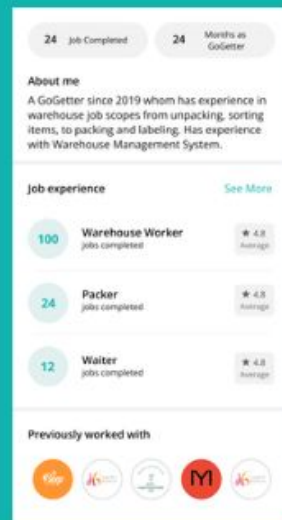 24 Job Completed
24 Months as
GoGetter
About me
A GoGetter since 2019 whom has experience in
warehouse job scopes from unpacking, sorting
items, to packing and labeling. Has experience
with Warehouse Management System.
Job experience See More
100 Warehouse Worker ★ 4.8
jobs completed Average
24 Packer ★ 4.8
jobs completed Average
12 Waiter ★ 4.8
jobs completed Average
Previously worked with